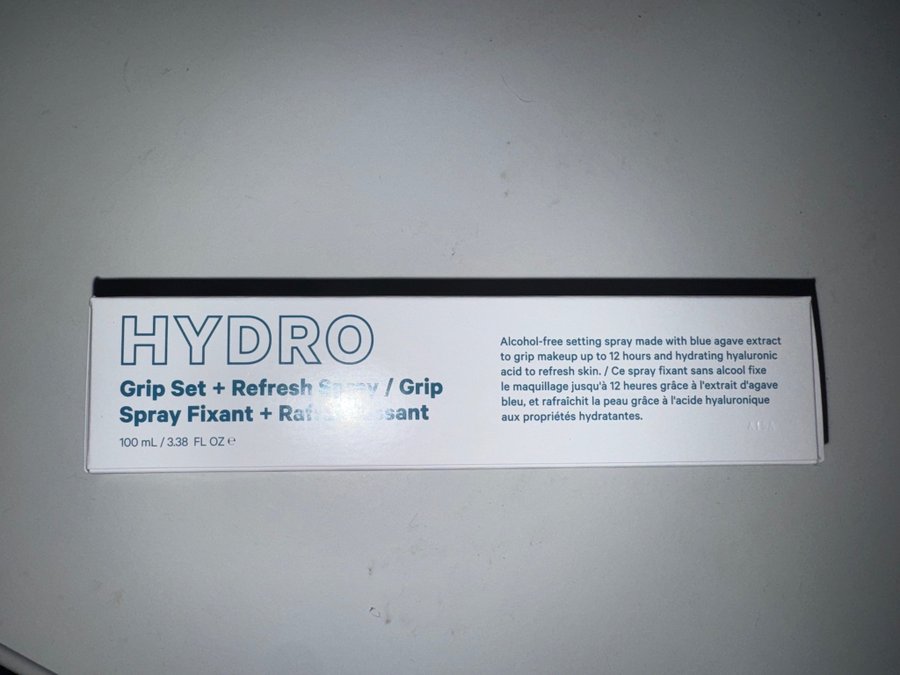 HYDRO
Grip Set + Refresh Spray / Grip
Spray Fixant + Rafraîchissant
100 mL / 3.38 FL OZ ℮
Alcohol-free setting spray made with blue agave extract
to grip makeup up to 12 hours and hydrating hyaluronic
acid to refresh skin. / Ce spray fixant sans alcool fixe
le maquillage jusqu'à 12 heures grâce à l'extrait d'agave
bleu, et rafraîchit la peau grâce à l'acide hyaluronique
aux propriétés hydratantes.